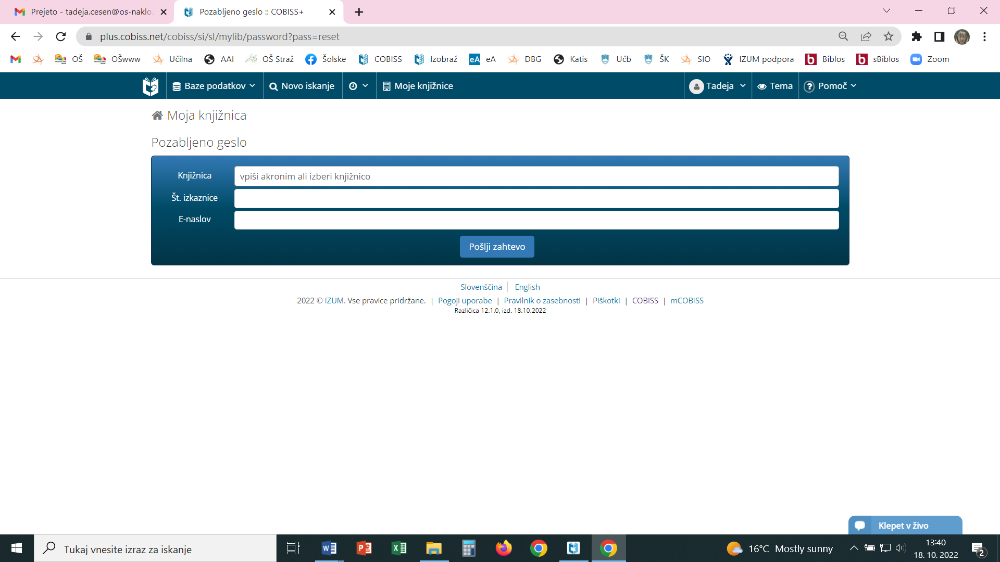 Prejeto - tadeja.cesen@os-naklo.
Pozabljeno geslo :: COBISS+
plus.cobiss.net/cobiss/si/sl/mylib/password?pass=reset
OŠ OŠwww Učilna AAI OŠ Straž Šolske COBISS Izobraž eA eA DBG Katis Učb ŠK SIO IZUM podpora b Biblos b sBiblos Zoom
Baze podatkov Novo iskanje Moje knjižnice Tadeja Tema ? Pomoč
Moja knjižnica
Pozabljeno geslo
Knjižnica vpiši akronim ali izberi knjižnico
Št. izkaznice
E-naslov
Pošlji zahtevo
Slovenščina English
2022 © IZUM. Vse pravice pridržane. | Pogoji uporabe | Pravilnik o zasebnosti | Piškotki | COBISS | mCOBISS
Različica 12.1.0, izd. 18.10.2022
Klepet v živo
Tukaj vnesite izraz za iskanje
16°C Mostly sunny
13:40
18. 10. 2022
2